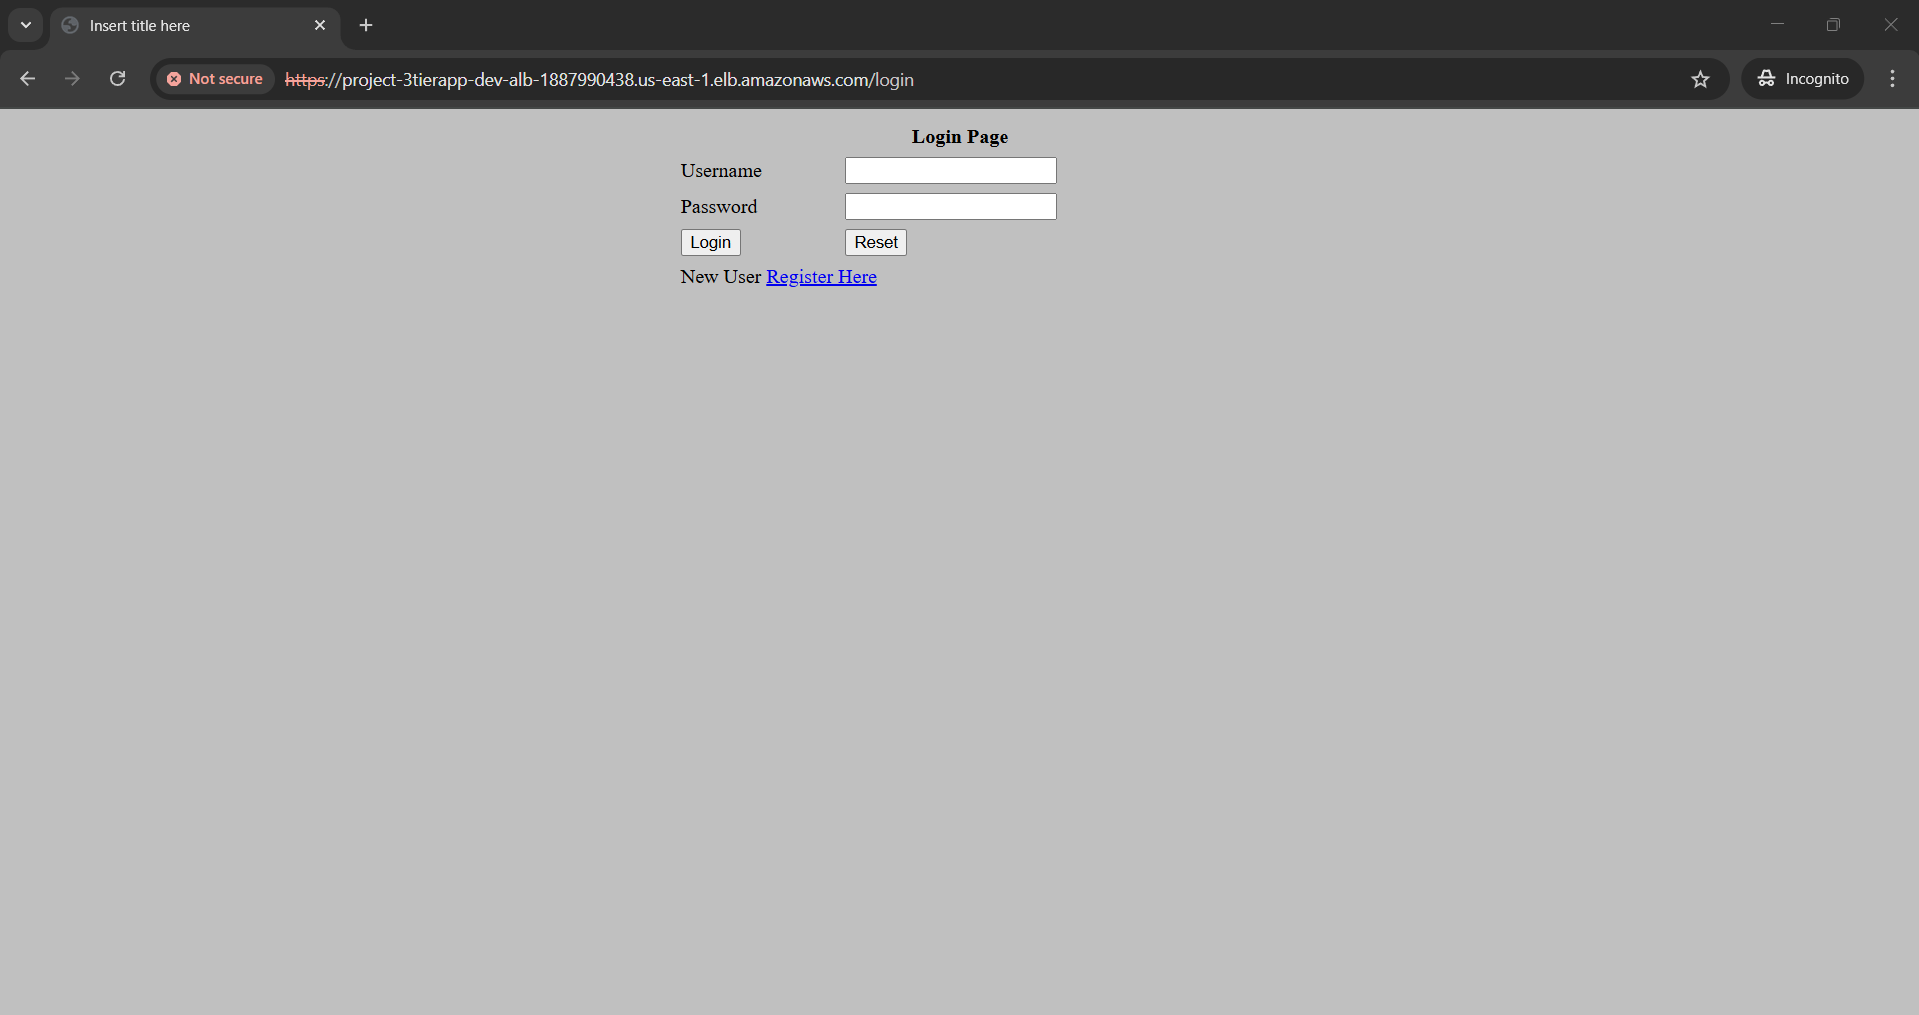 Insert title here
Not secure https://project-3tierapp-dev-alb-1887990438.us-east-1.elb.amazonaws.com/login Incognito
Login Page
Username
Password
Login Reset
New User Register Here